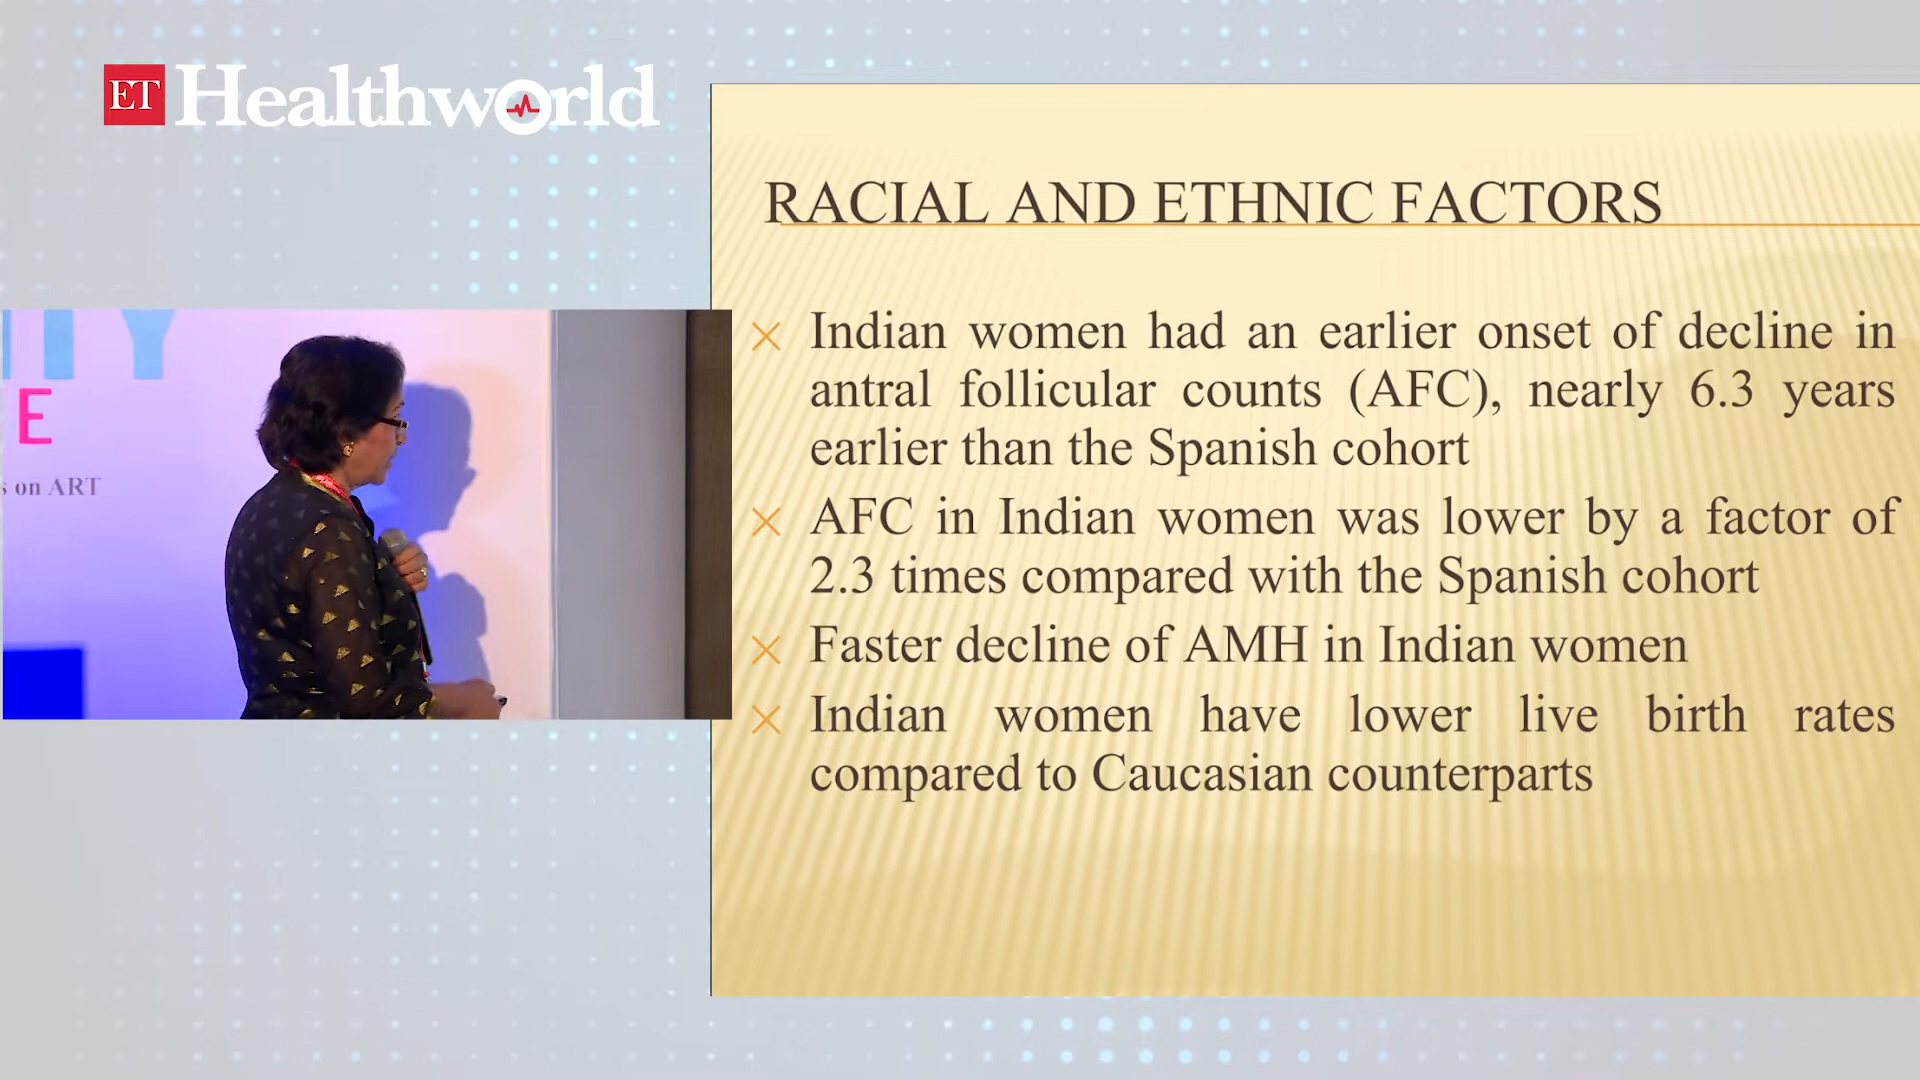 ET Healthworld
RACIAL AND ETHNIC FACTORS
Indian women had an earlier onset of decline in
antral follicular counts (AFC), nearly 6.3 years
earlier than the Spanish cohort
AFC in Indian women was lower by a factor of
2.3 times compared with the Spanish cohort
Faster decline of AMH in Indian women
Indian women have lower live birth rates
compared to Caucasian counterparts
E
on ART